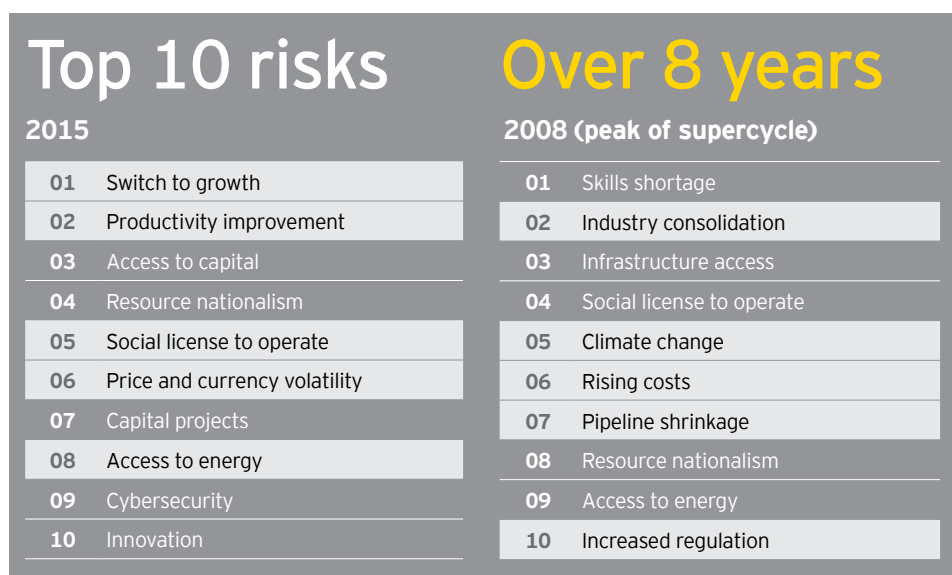 Top 10 risks
2015
01 Switch to growth
02 Productivity improvement
03 Access to capital
04 Resource nationalism
05 Social license to operate
06 Price and currency volatility
07 Capital projects
08 Access to energy
09 Cybersecurity
10 Innovation
Over 8 years
2008 (peak of supercycle)
01 Skills shortage
02 Industry consolidation
03 Infrastructure access
04 Social license to operate
05 Climate change
06 Rising costs
07 Pipeline shrinkage
08 Resource nationalism
09 Access to energy
10 Increased regulation